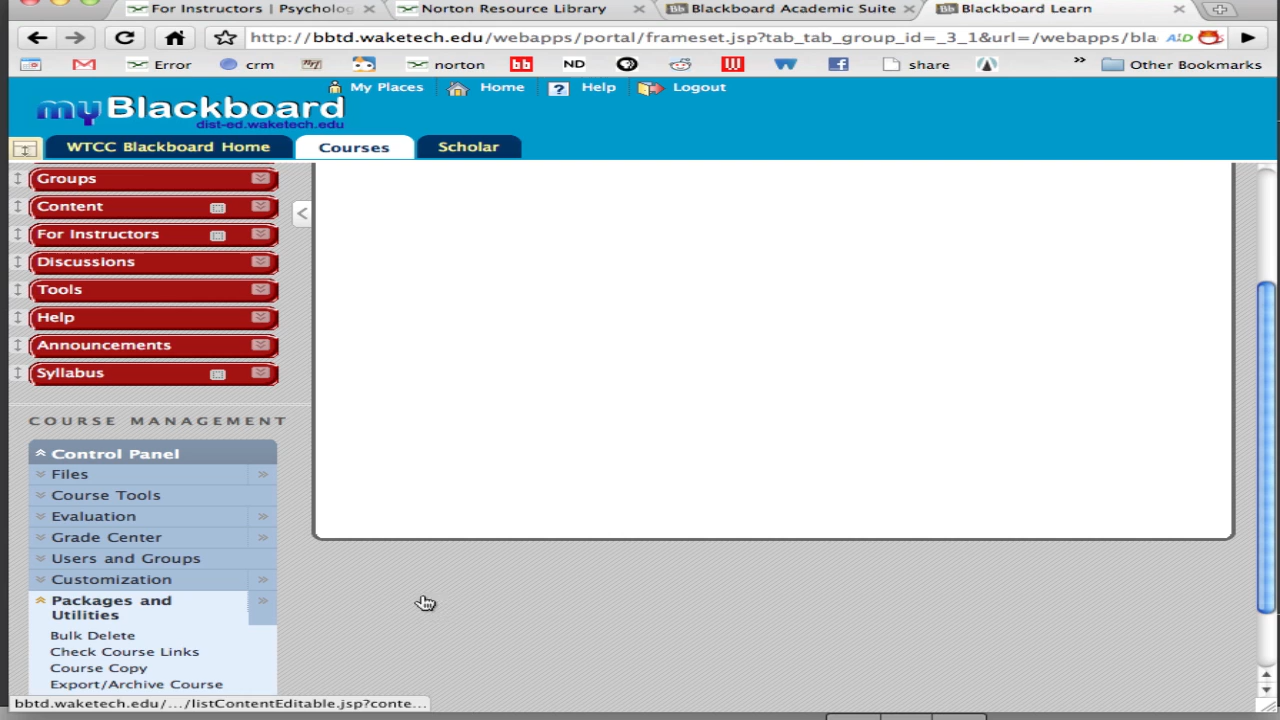 For Instructors | Psycholog
Norton Resource Library
Bb Blackboard Academic Suite
Bb Blackboard Learn
http://bbtd.waketech.edu/webapps/portal/frameset.jsp?tab_tab_group_id=_3_1&url=/webapps/bla
Error
crm
norton
bb
ND
share
» Other Bookmarks
My Places
Home
? Help
Logout
myBlackboard
dist-ed.waketech.edu
WTCC Blackboard Home
Courses
Scholar
Groups
Content
For Instructors
Discussions
Tools
Help
Announcements
Syllabus
COURSE MANAGEMENT
Control Panel
Files
Course Tools
Evaluation
Grade Center
Users and Groups
Customization
Packages and
Utilities
Bulk Delete
Check Course Links
Course Copy
Export/Archive Course
bbtd.waketech.edu/.../listContentEditable.jsp?conte...